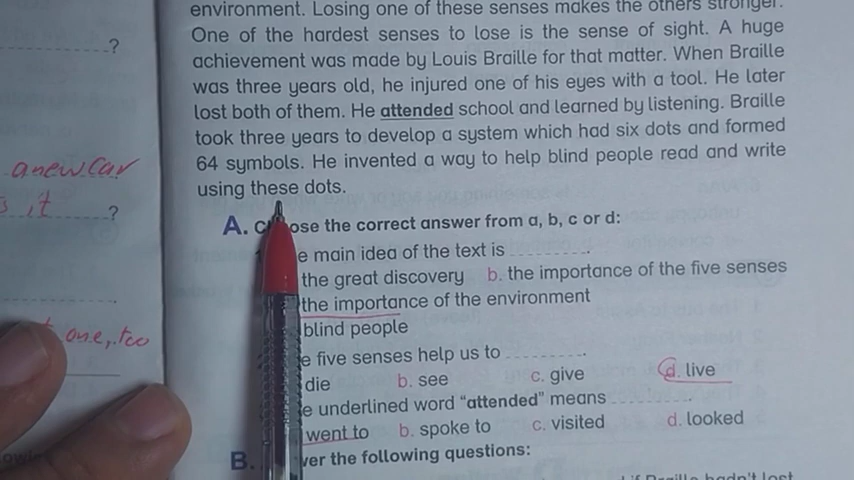 environment. Losing one of these senses makes the others stronger.
One of the hardest senses to lose is the sense of sight. A huge
achievement was made by Louis Braille for that matter. When Braille
was three years old, he injured one of his eyes with a tool. He later
lost both of them. He attended school and learned by listening. Braille
took three years to develop a system which had six dots and formed
64 symbols. He invented a way to help blind people read and write
using these dots.
A. C ose the correct answer from a, b, c or d:
e main idea of the text is .........
the great discovery b. the importance of the five senses
the importance of the environment
blind people
e five senses help us to .........
die b. see c. give d. live
e underlined word "attended" means .........
went to b. spoke to c. visited d. looked
B. ver the following questions:
if Braille hadn't lost
?
a new car
s it ?
one, too